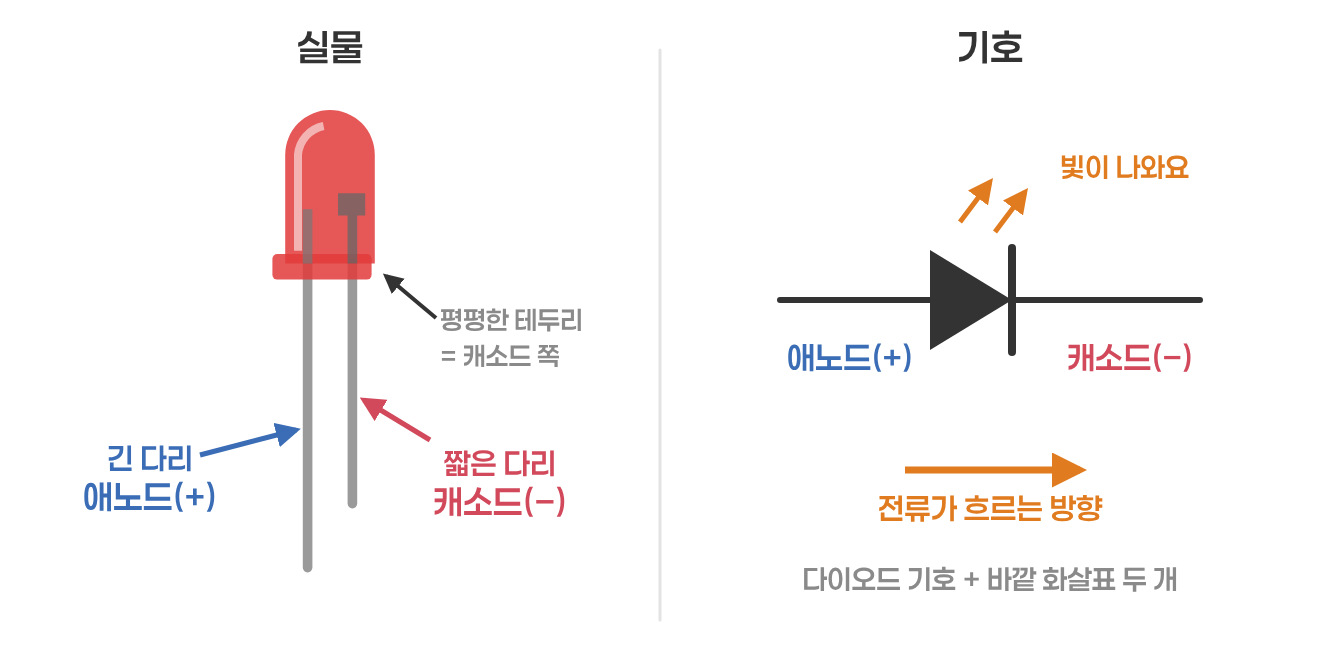 실물
평평한 테두리
= 캐소드 쪽
긴 다리
애노드(+)
짧은 다리
캐소드(−)
기호
빛이 나와요
애노드(+)
캐소드(−)
전류가 흐르는 방향
다이오드 기호 + 바깥 화살표 두 개